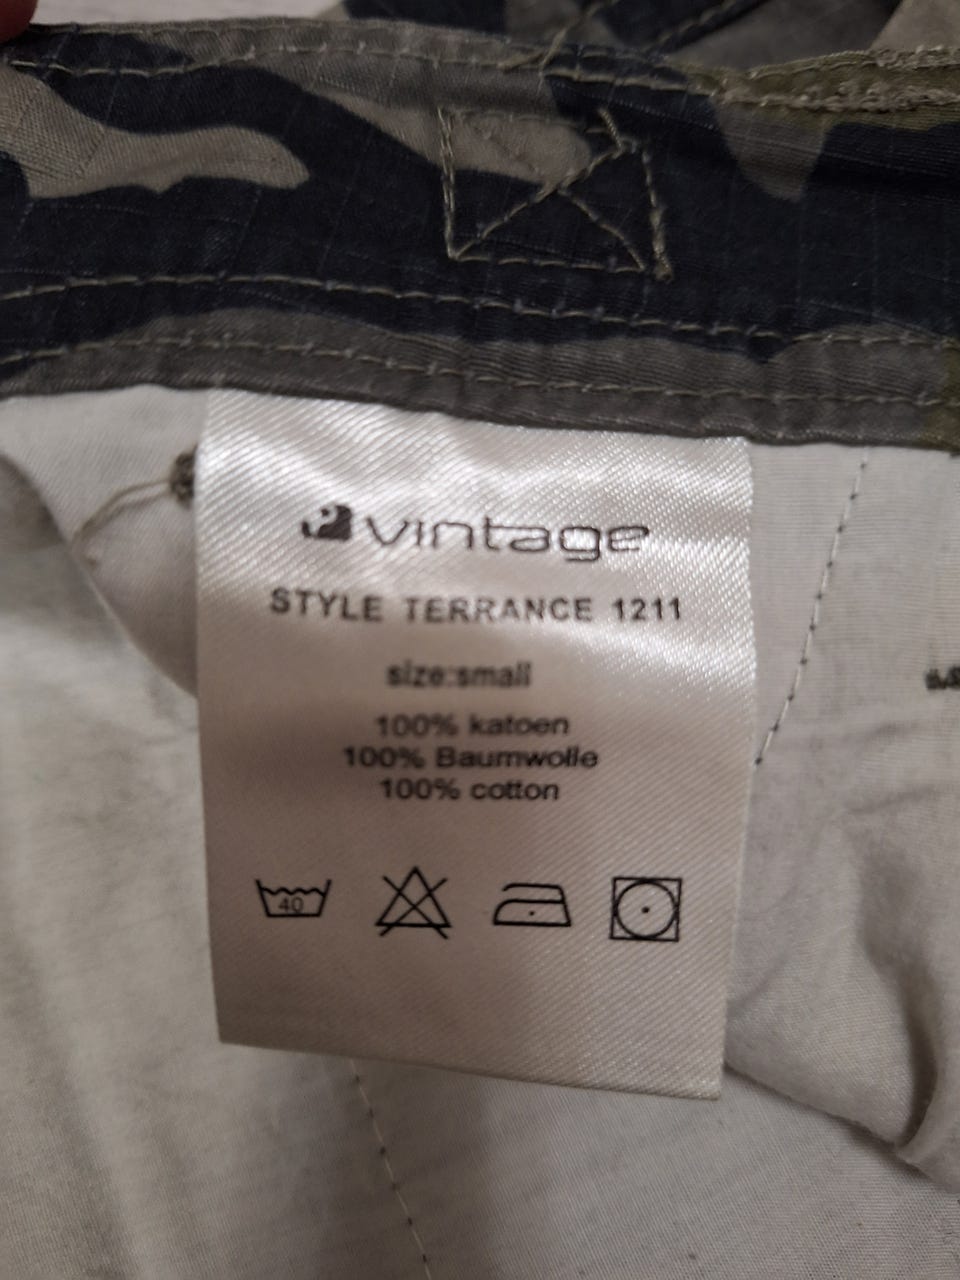 vintage
STYLE TERRANCE 1211
size:small
100% katoen
100% Baumwolle
100% cotton
40